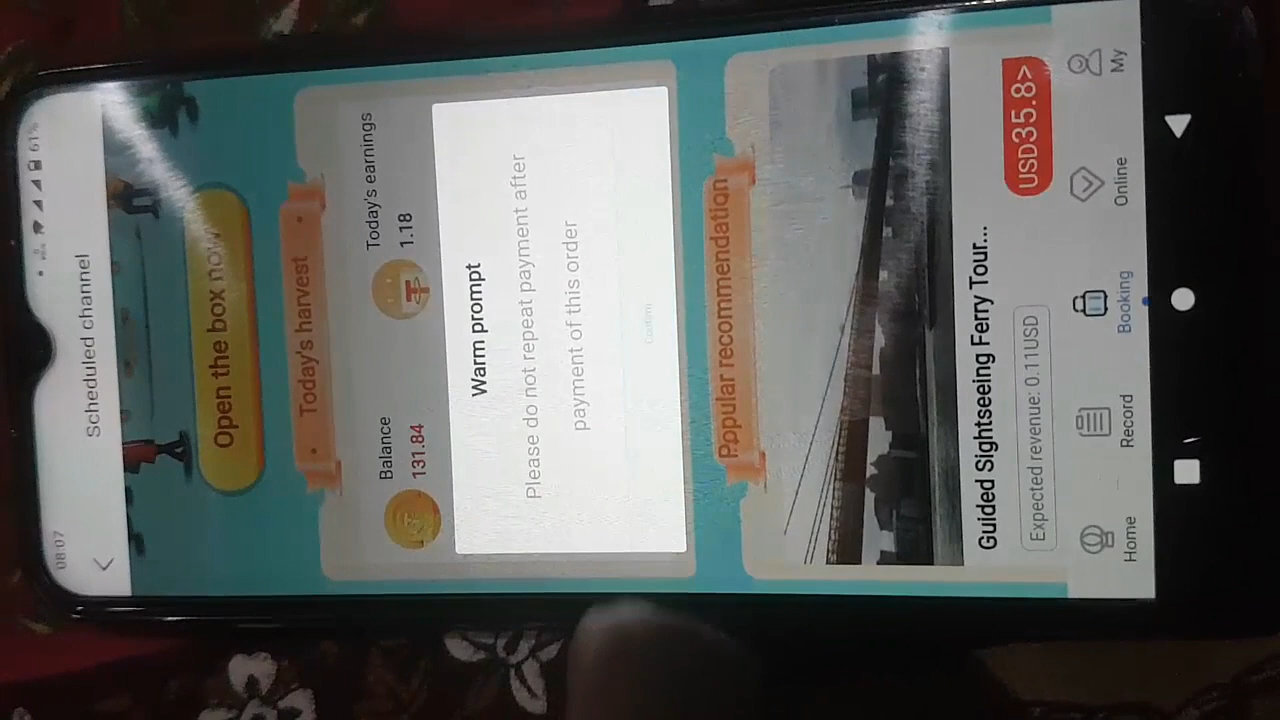 08:07
61%
Scheduled channel
Open the box now
Today's harvest
Balance
131.84
Today's earnings
1.18
Warm prompt
Please do not repeat payment after
payment of this order
Confirm
Popular recommendation
Guided Sightseeing Ferry Tour...
Expected revenue: 0.11USD
USD35.8>
Home
Record
Booking
Online
My